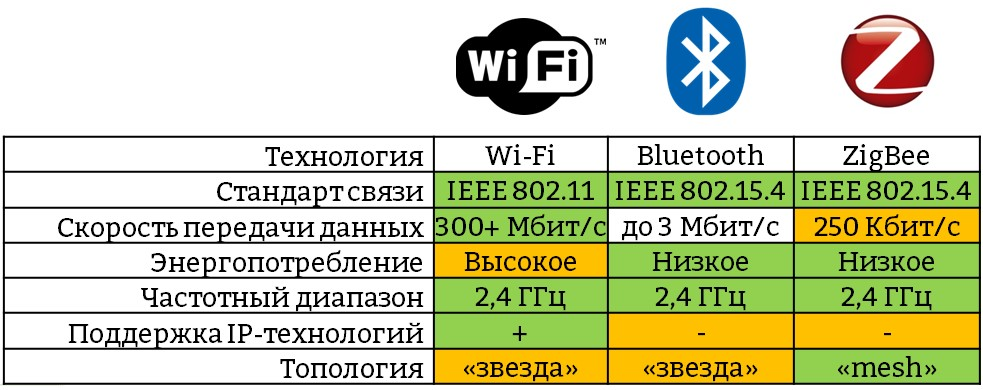 Wi Fi ™
Z
Технология Wi-Fi Bluetooth ZigBee
Стандарт связи IEEE 802.11 IEEE 802.15.4 IEEE 802.15.4
Скорость передачи данных 300+ Мбит/с до 3 Мбит/с 250 Кбит/с
Энергопотребление Высокое Низкое Низкое
Частотный диапазон 2,4 ГГц 2,4 ГГц 2,4 ГГц
Поддержка IP-технологий + - -
Топология «звезда» «звезда» «mesh»